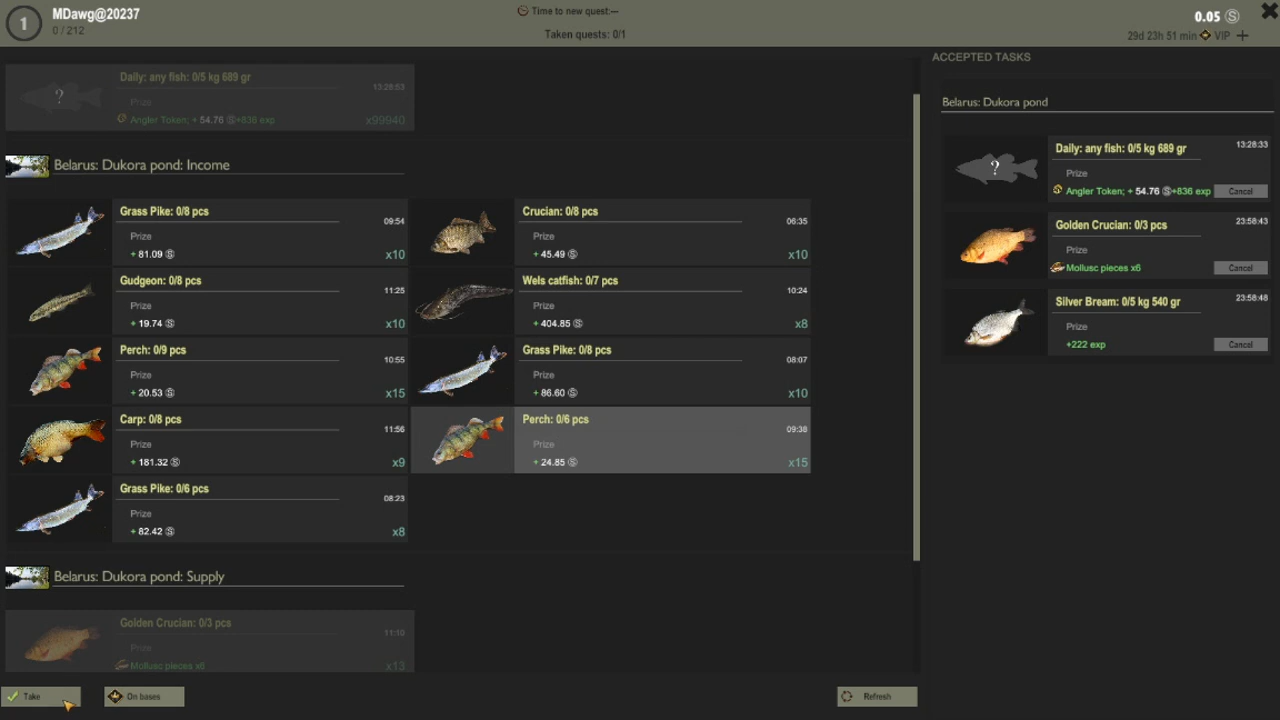 1
MDawg@20237
0 / 212
Time to new quest:---
Taken quests: 0/1
0.05 Ⓢ
29d 23h 51 min VIP +
Daily: any fish: 0/5 kg 689 gr
13:28:53
Prize
Angler Token; + 54.76 Ⓢ+836 exp
x99940
Belarus: Dukora pond: Income
Grass Pike: 0/8 pcs
09:54
Prize
+ 81.09 Ⓢ
x10
Crucian: 0/8 pcs
06:35
Prize
+ 45.49 Ⓢ
x10
Gudgeon: 0/8 pcs
11:25
Prize
+ 19.74 Ⓢ
x10
Wels catfish: 0/7 pcs
10:24
Prize
+ 404.85 Ⓢ
x8
Perch: 0/9 pcs
10:55
Prize
+ 20.53 Ⓢ
x15
Grass Pike: 0/8 pcs
08:07
Prize
+ 86.60 Ⓢ
x10
Carp: 0/8 pcs
11:56
Prize
+ 181.32 Ⓢ
x9
Perch: 0/6 pcs
09:38
Prize
+ 24.85 Ⓢ
x15
Grass Pike: 0/6 pcs
08:23
Prize
+ 82.42 Ⓢ
x8
Belarus: Dukora pond: Supply
Golden Crucian: 0/3 pcs
11:10
Prize
Mollusc pieces x6
x13
Take
On bases
Refresh
ACCEPTED TASKS
Belarus: Dukora pond
Daily: any fish: 0/5 kg 689 gr
13:28:33
Prize
Angler Token; + 54.76 Ⓢ+836 exp
Cancel
Golden Crucian: 0/3 pcs
23:58:43
Prize
Mollusc pieces x6
Cancel
Silver Bream: 0/5 kg 540 gr
23:58:48
Prize
+222 exp
Cancel